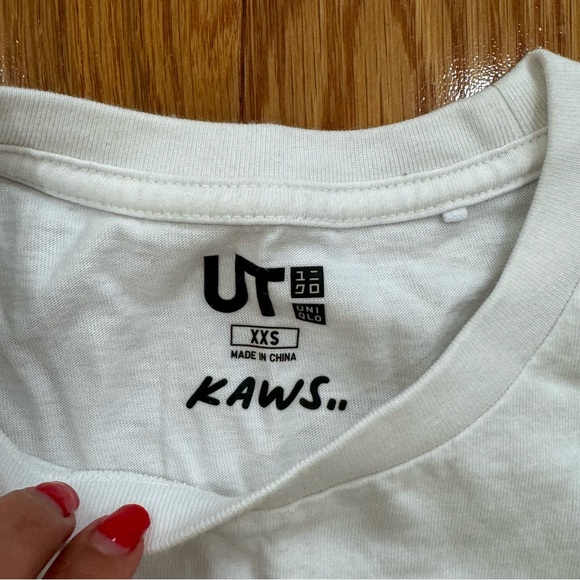 UT ユニ
クロ
UNI
QLO
XXS
MADE IN CHINA
KAWS..